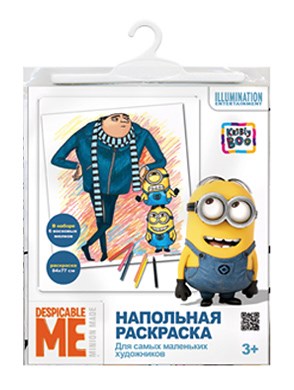 ILLUMINATION
ENTERTAINMENT
KRIBLY
BOO
В наборе
6 восковых
мелков
раскраска
84х77 см
DESPICABLE
ME
MINION MADE
НАПОЛЬНАЯ
РАСКРАСКА
Для самых маленьких
художников
3+